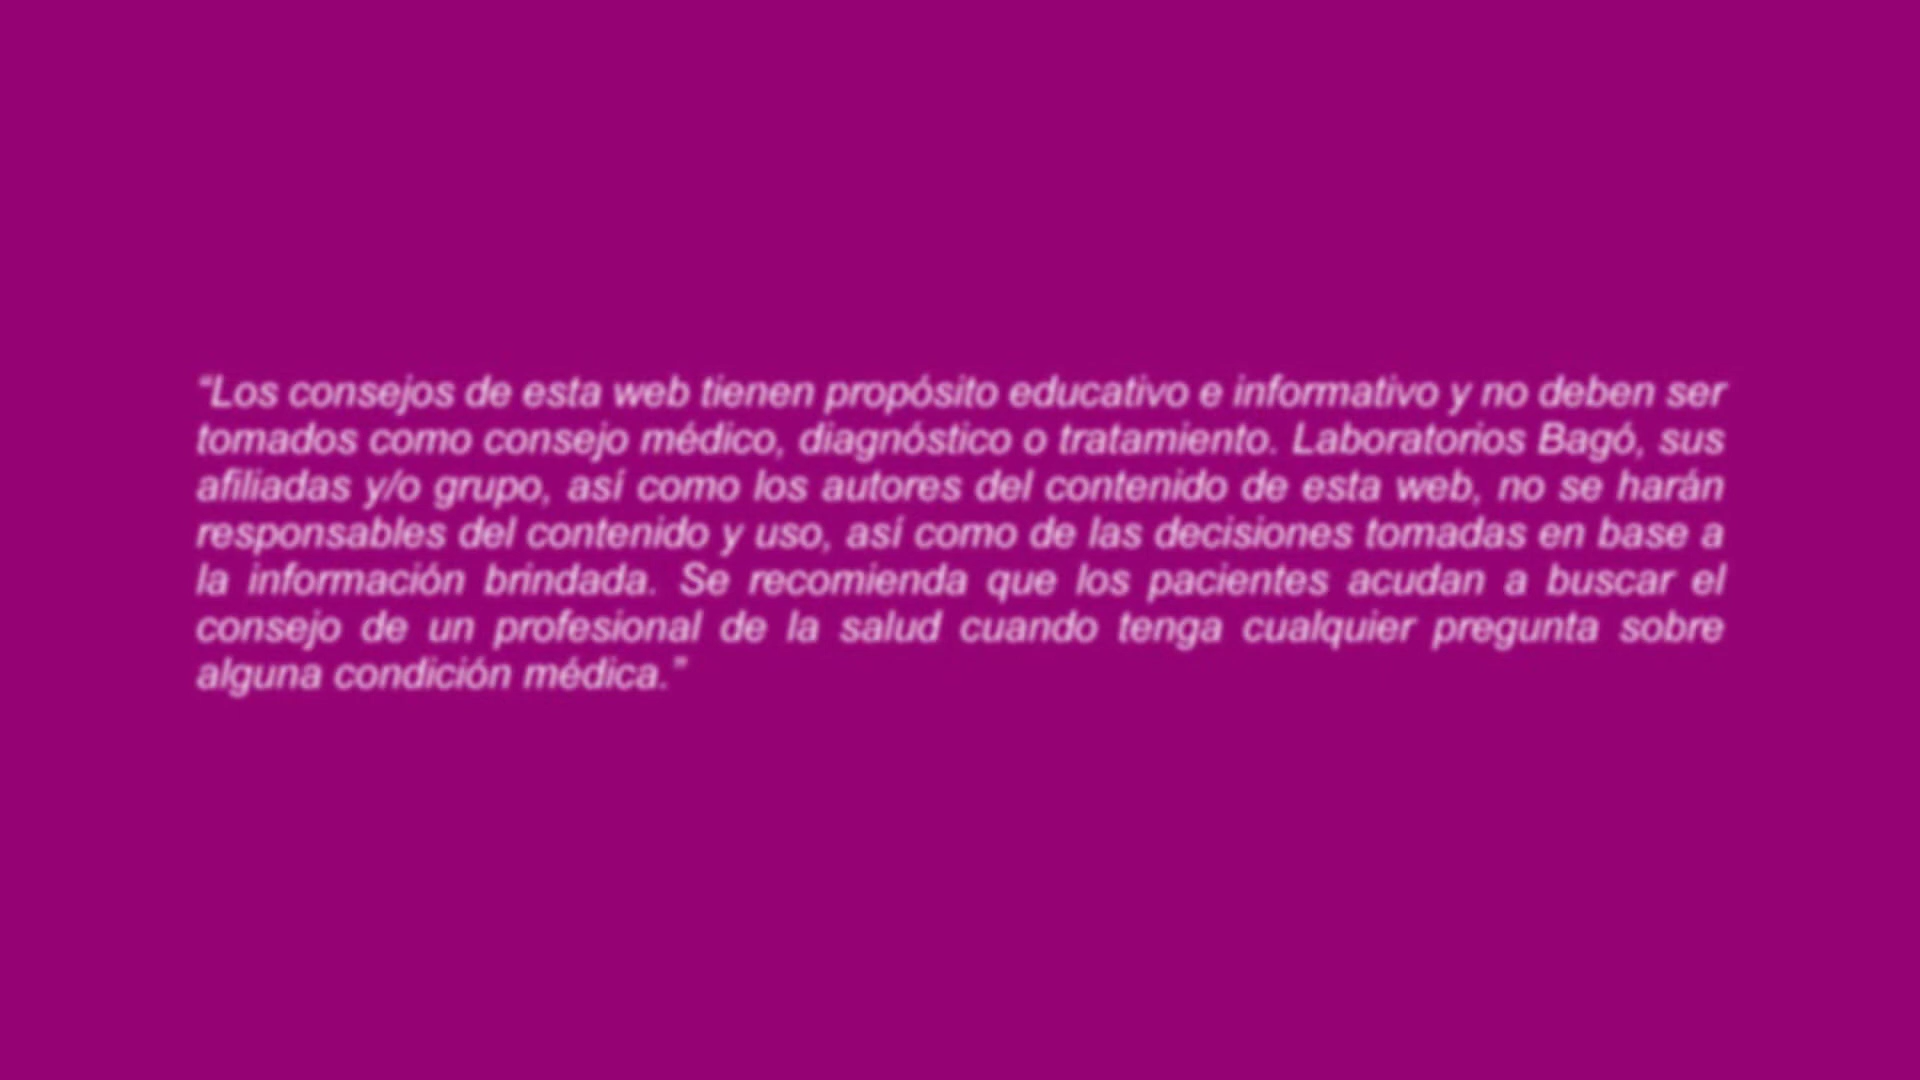 “Los consejos de esta web tienen propósito educativo e informativo y no deben ser
tomados como consejo médico, diagnóstico o tratamiento. Laboratorios Bagó, sus
afiliadas y/o grupo, así como los autores del contenido de esta web, no se harán
responsables del contenido y uso, así como de las decisiones tomadas en base a
la información brindada. Se recomienda que los pacientes acudan a buscar el
consejo de un profesional de la salud cuando tenga cualquier pregunta sobre
alguna condición médica.”